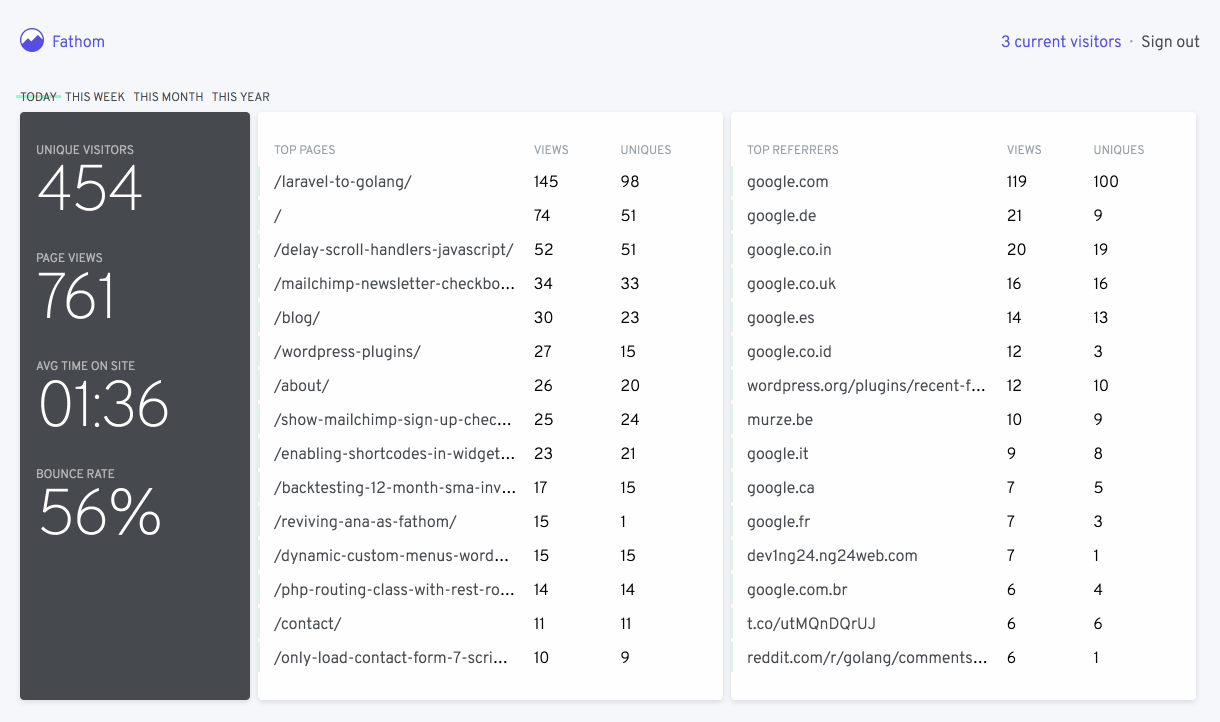 Fathom
3 current visitors · Sign out
TODAY THIS WEEK THIS MONTH THIS YEAR
UNIQUE VISITORS
454
PAGE VIEWS
761
AVG TIME ON SITE
01:36
BOUNCE RATE
56%
TOP PAGES VIEWS UNIQUES
/laravel-to-golang/ 145 98
/ 74 51
/delay-scroll-handlers-javascript/ 52 51
/mailchimp-newsletter-checkbo... 34 33
/blog/ 30 23
/wordpress-plugins/ 27 15
/about/ 26 20
/show-mailchimp-sign-up-chec... 25 24
/enabling-shortcodes-in-widget... 23 21
/backtesting-12-month-sma-inv... 17 15
/reviving-ana-as-fathom/ 15 1
/dynamic-custom-menus-word... 15 15
/php-routing-class-with-rest-ro... 14 14
/contact/ 11 11
/only-load-contact-form-7-scri... 10 9
TOP REFERRERS VIEWS UNIQUES
google.com 119 100
google.de 21 9
google.co.in 20 19
google.co.uk 16 16
google.es 14 13
google.co.id 12 3
wordpress.org/plugins/recent-f... 12 10
murze.be 10 9
google.it 9 8
google.ca 7 5
google.fr 7 3
dev1ng24.ng24web.com 7 1
google.com.br 6 4
t.co/utMQnDQrUJ 6 6
reddit.com/r/golang/comments... 6 1